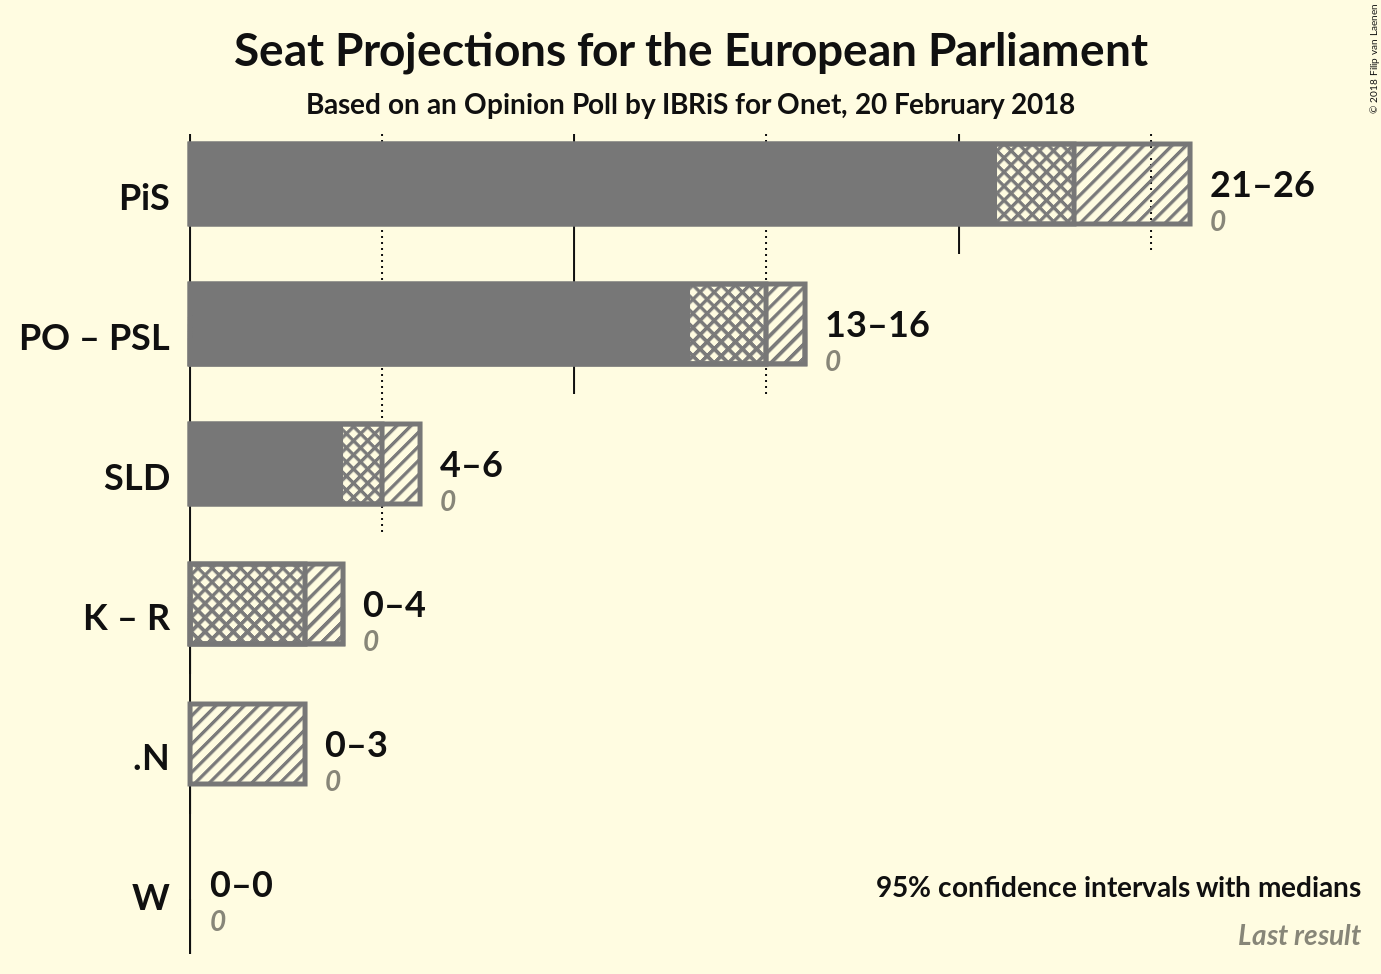 Seat Projections for the European Parliament
Based on an Opinion Poll by IBRiS for Onet, 20 February 2018
© 2018 Filip van Laenen
PiS
21–26
0
PO – PSL
13–16
0
SLD
4–6
0
K – R
0–4
0
.N
0–3
0
W
0–0
0
95% confidence intervals with medians
Last result